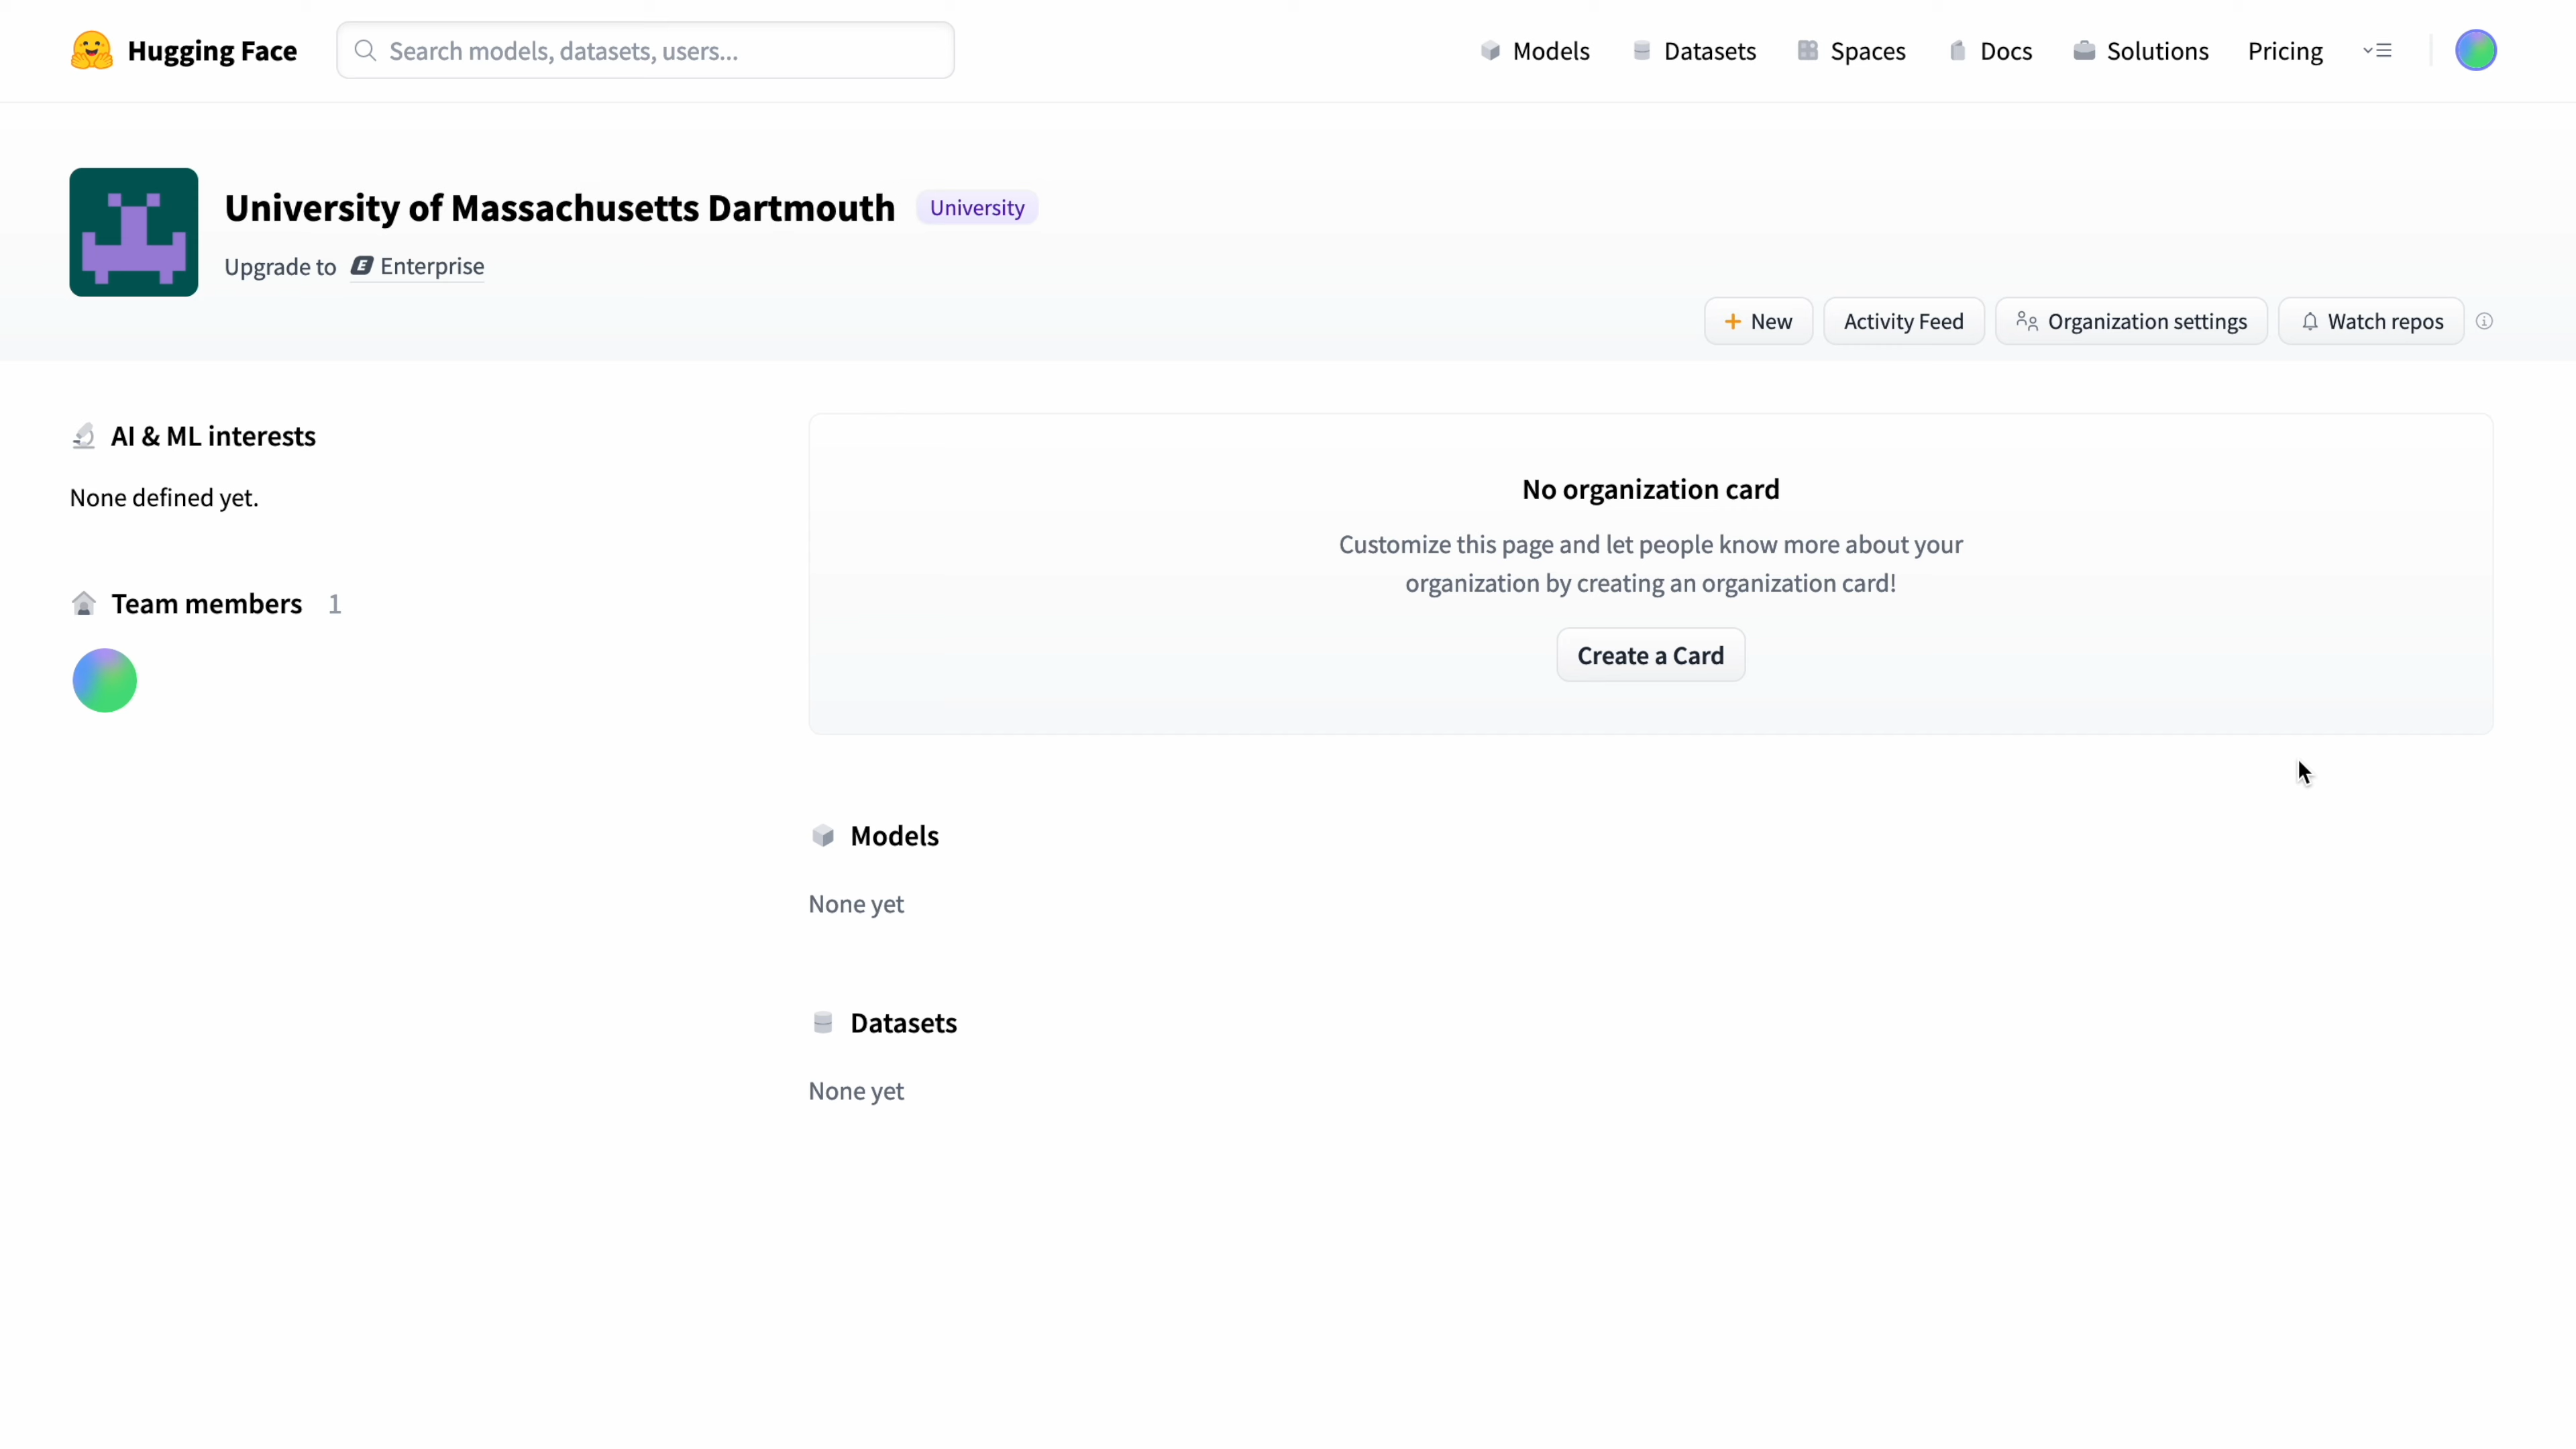 Hugging Face
Search models, datasets, users...
Models
Datasets
Spaces
Docs
Solutions
Pricing
University of Massachusetts Dartmouth
University
Upgrade to E Enterprise
New
Activity Feed
Organization settings
Watch repos
AI & ML interests
None defined yet.
Team members 1
No organization card
Customize this page and let people know more about your
organization by creating an organization card!
Create a Card
Models
None yet
Datasets
None yet